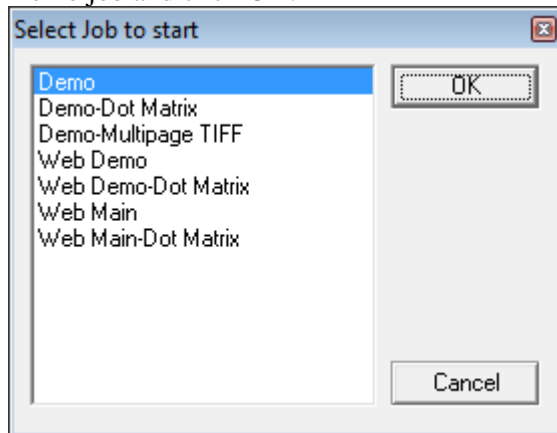 Select Job to start
Demo
Demo-Dot Matrix
Demo-Multipage TIFF
Web Demo
Web Demo-Dot Matrix
Web Main
Web Main-Dot Matrix
OK
Cancel